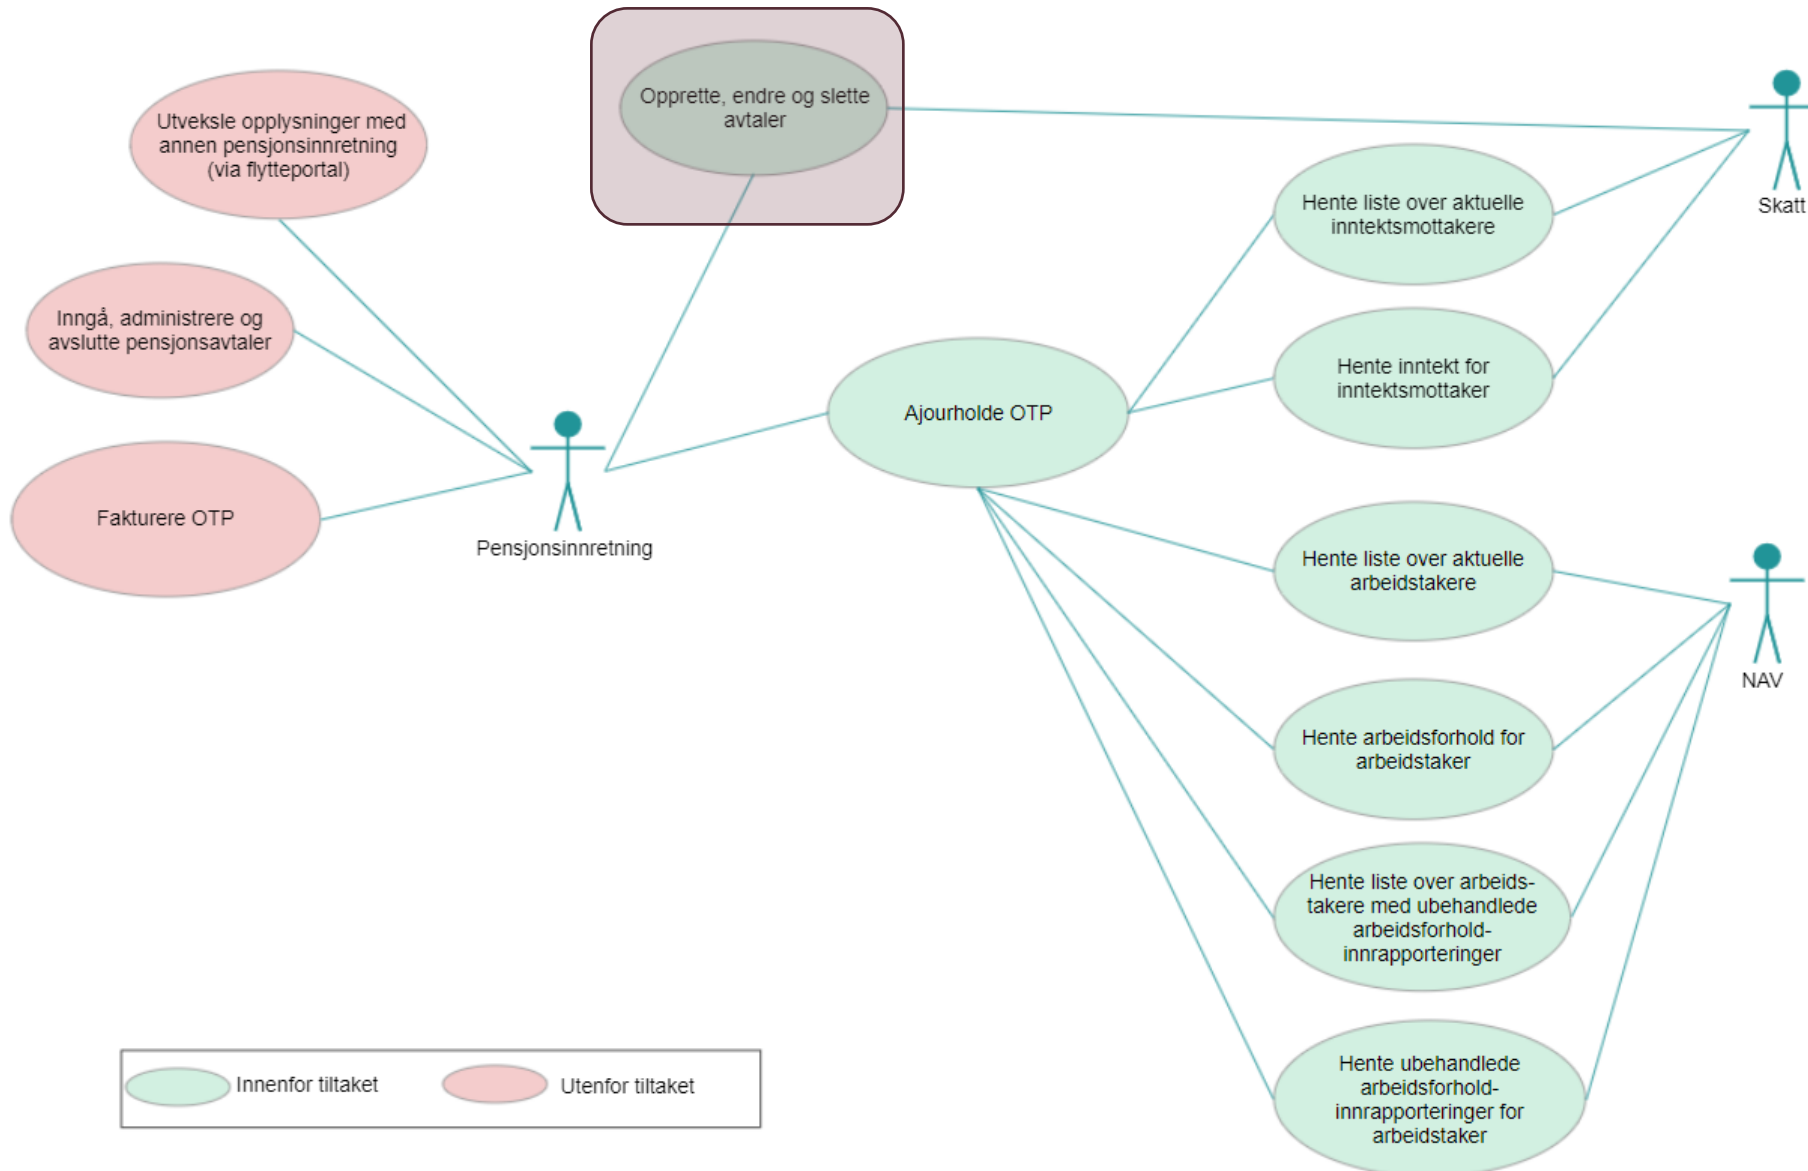 Opprette, endre og slette
avtaler
Utveksle opplysninger med
annen pensjonsinnretning
(via flytteportal)
Skatt
Hente liste over aktuelle
inntektsmottakere
Inngå, administrere og
avslutte pensjonsavtaler
Hente inntekt for
inntektsmottaker
Ajourholde OTP
Fakturere OTP
Pensjonsinnretning
Hente liste over aktuelle
arbeidstakere
NAV
Hente arbeidsforhold for
arbeidstaker
Hente liste over arbeids-
takere med ubehandlede
arbeidsforhold-
innrapporteringer
Hente ubehandlede
arbeidsforhold-
innrapporteringer for
arbeidstaker
Innenfor tiltaket
Utenfor tiltaket